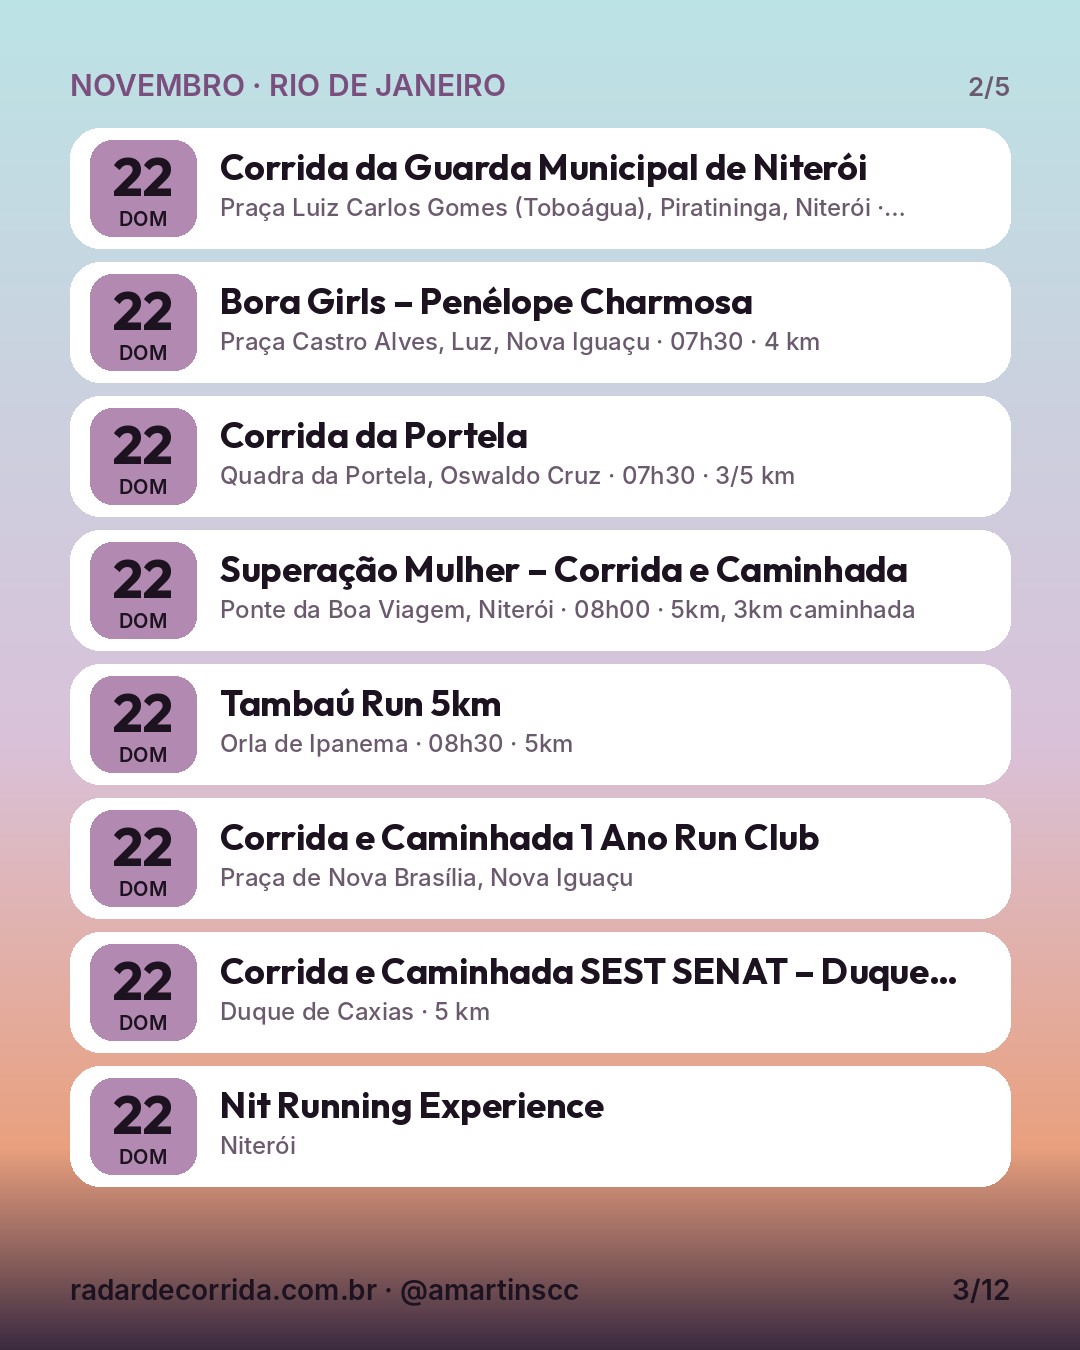 NOVEMBRO · RIO DE JANEIRO
2/5
22
DOM
Corrida da Guarda Municipal de Niterói
Praça Luiz Carlos Gomes (Toboágua), Piratininga, Niterói ·...
22
DOM
Bora Girls – Penélope Charmosa
Praça Castro Alves, Luz, Nova Iguaçu · 07h30 · 4 km
22
DOM
Corrida da Portela
Quadra da Portela, Oswaldo Cruz · 07h30 · 3/5 km
22
DOM
Superação Mulher – Corrida e Caminhada
Ponte da Boa Viagem, Niterói · 08h00 · 5km, 3km caminhada
22
DOM
Tambaú Run 5km
Orla de Ipanema · 08h30 · 5km
22
DOM
Corrida e Caminhada 1 Ano Run Club
Praça de Nova Brasília, Nova Iguaçu
22
DOM
Corrida e Caminhada SEST SENAT – Duque...
Duque de Caxias · 5 km
22
DOM
Nit Running Experience
Niterói
radardecorrida.com.br · @amartinscc
3/12